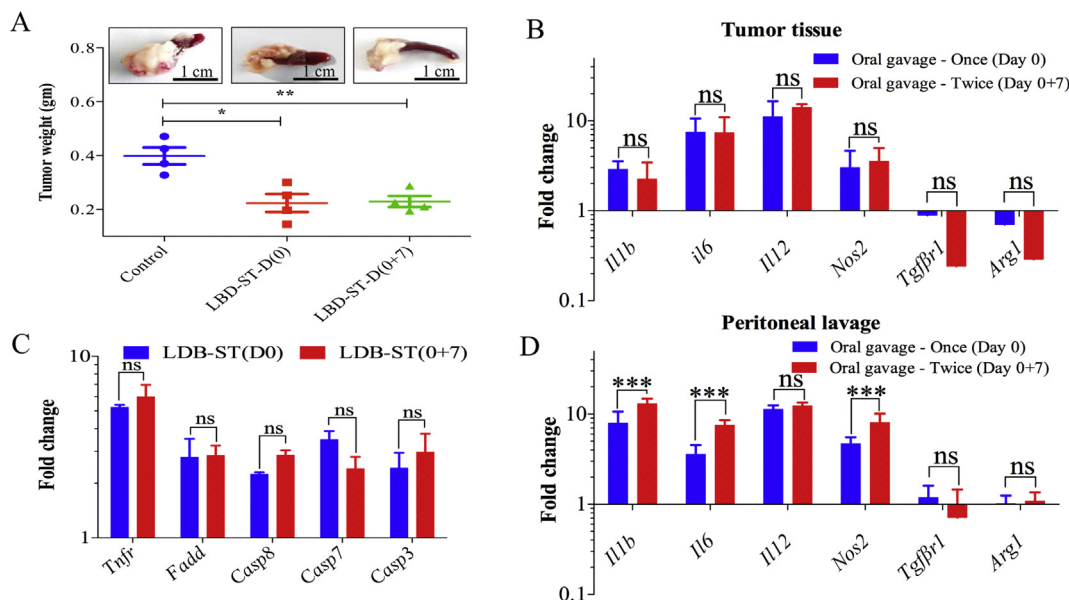 A
0.8
0.6
0.4
0.2
Tumor weight (gm)
1 cm
1 cm
1 cm
**
*
Control
LBD-ST-D(0)
LBD-ST-D(0+7)
B
Tumor tissue
Oral gavage - Once (Day 0)
Oral gavage - Twice (Day 0+7)
Fold change
10
1
0.1
ns
ns
ns
ns
ns
ns
Il1b
il6
Il12
Nos2
Tgfβr1
Arg1
C
LDB-ST(D0)
LDB-ST(0+7)
Fold change
10
1
ns
ns
ns
ns
ns
Tnfr
Fadd
Casp8
Casp7
Casp3
D
Peritoneal lavage
Oral gavage - Once (Day 0)
Oral gavage - Twice (Day 0+7)
Fold change
10
1
0.1
***
***
ns
***
ns
ns
Il1b
Il6
Il12
Nos2
Tgfβr1
Arg1